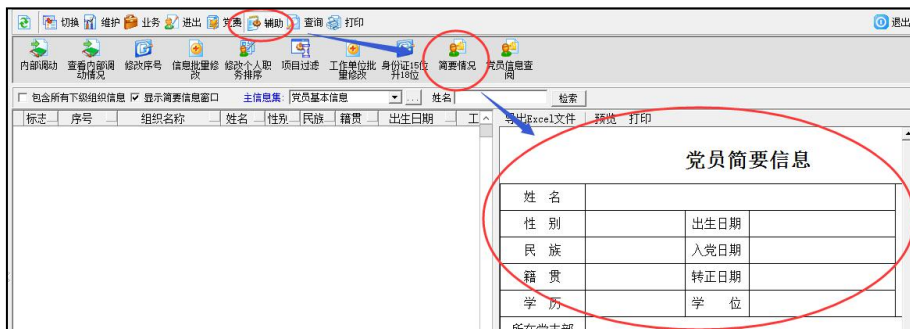 切换 维护 业务 进出 党费 辅助 查询 打印 退出
内部调动 查看内部调动情况 修改序号 信息批量修改 修改个人职务排序 项目过滤 工作单位批量修改 身份证15位升18位 简要情况 党员信息查阅
包含所有下级组织信息 显示简要信息窗口 主信息集: 党员基本信息 ... 姓名 检索
标志 序号 组织名称 姓名 性别 民族 籍贯 出生日期 工
导出Excel文件 预览 打印
党员简要信息
姓 名
性 别 出生日期
民 族 入党日期
籍 贯 转正日期
学 历 学 位
所在党支部